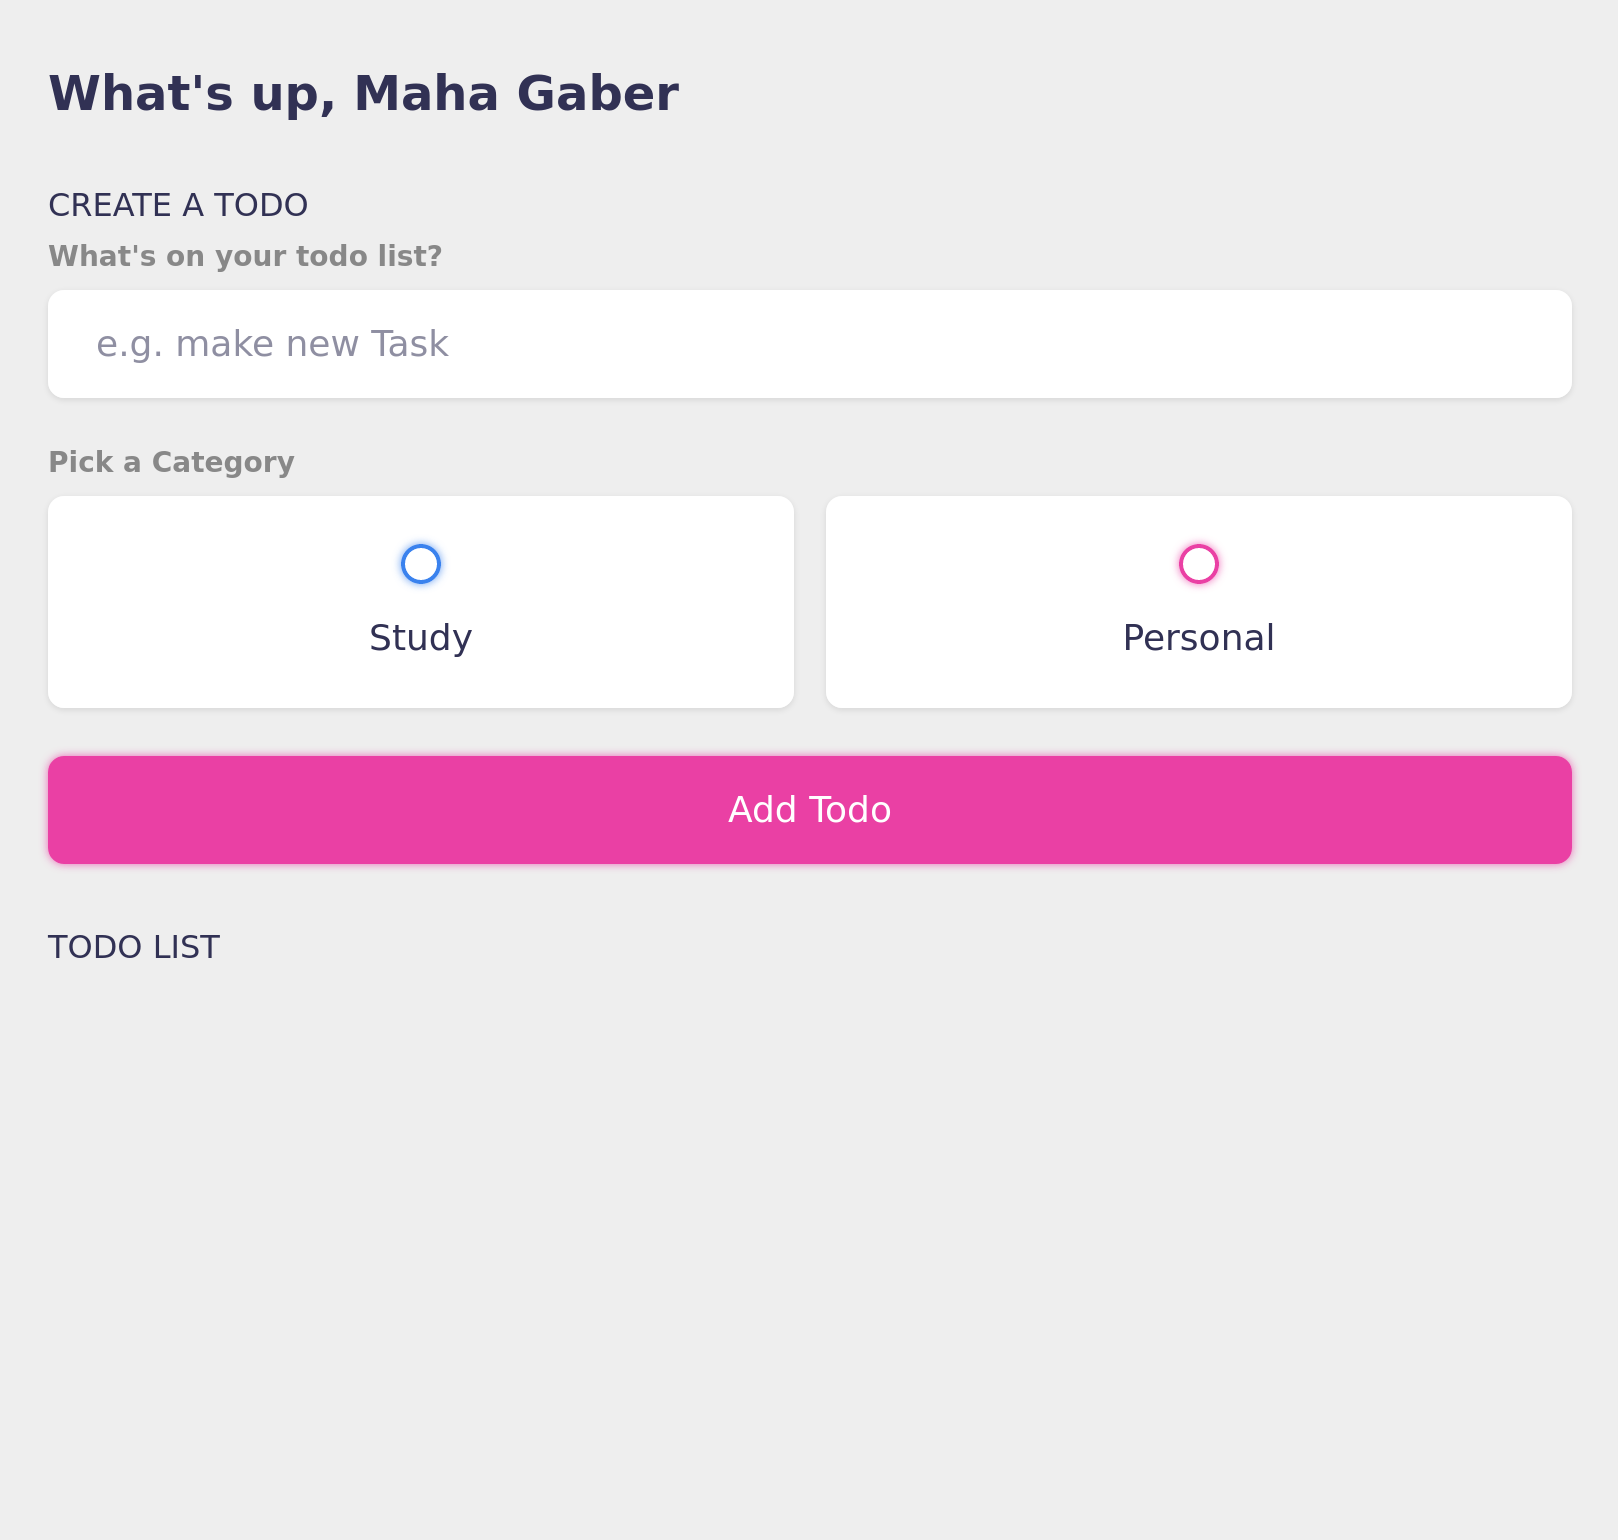 What's up, Maha Gaber
CREATE A TODO
What's on your todo list?
e.g. make new Task
Pick a Category
Study
Personal
Add Todo
TODO LIST